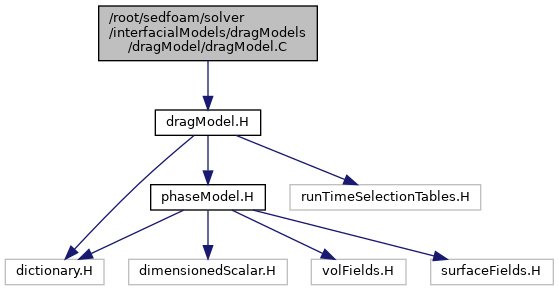 /root/sedfoam/solver
/interfacialModels/dragModels
/dragModel/dragModel.C
dragModel.H
phaseModel.H
runTimeSelectionTables.H
dictionary.H
dimensionedScalar.H
volFields.H
surfaceFields.H